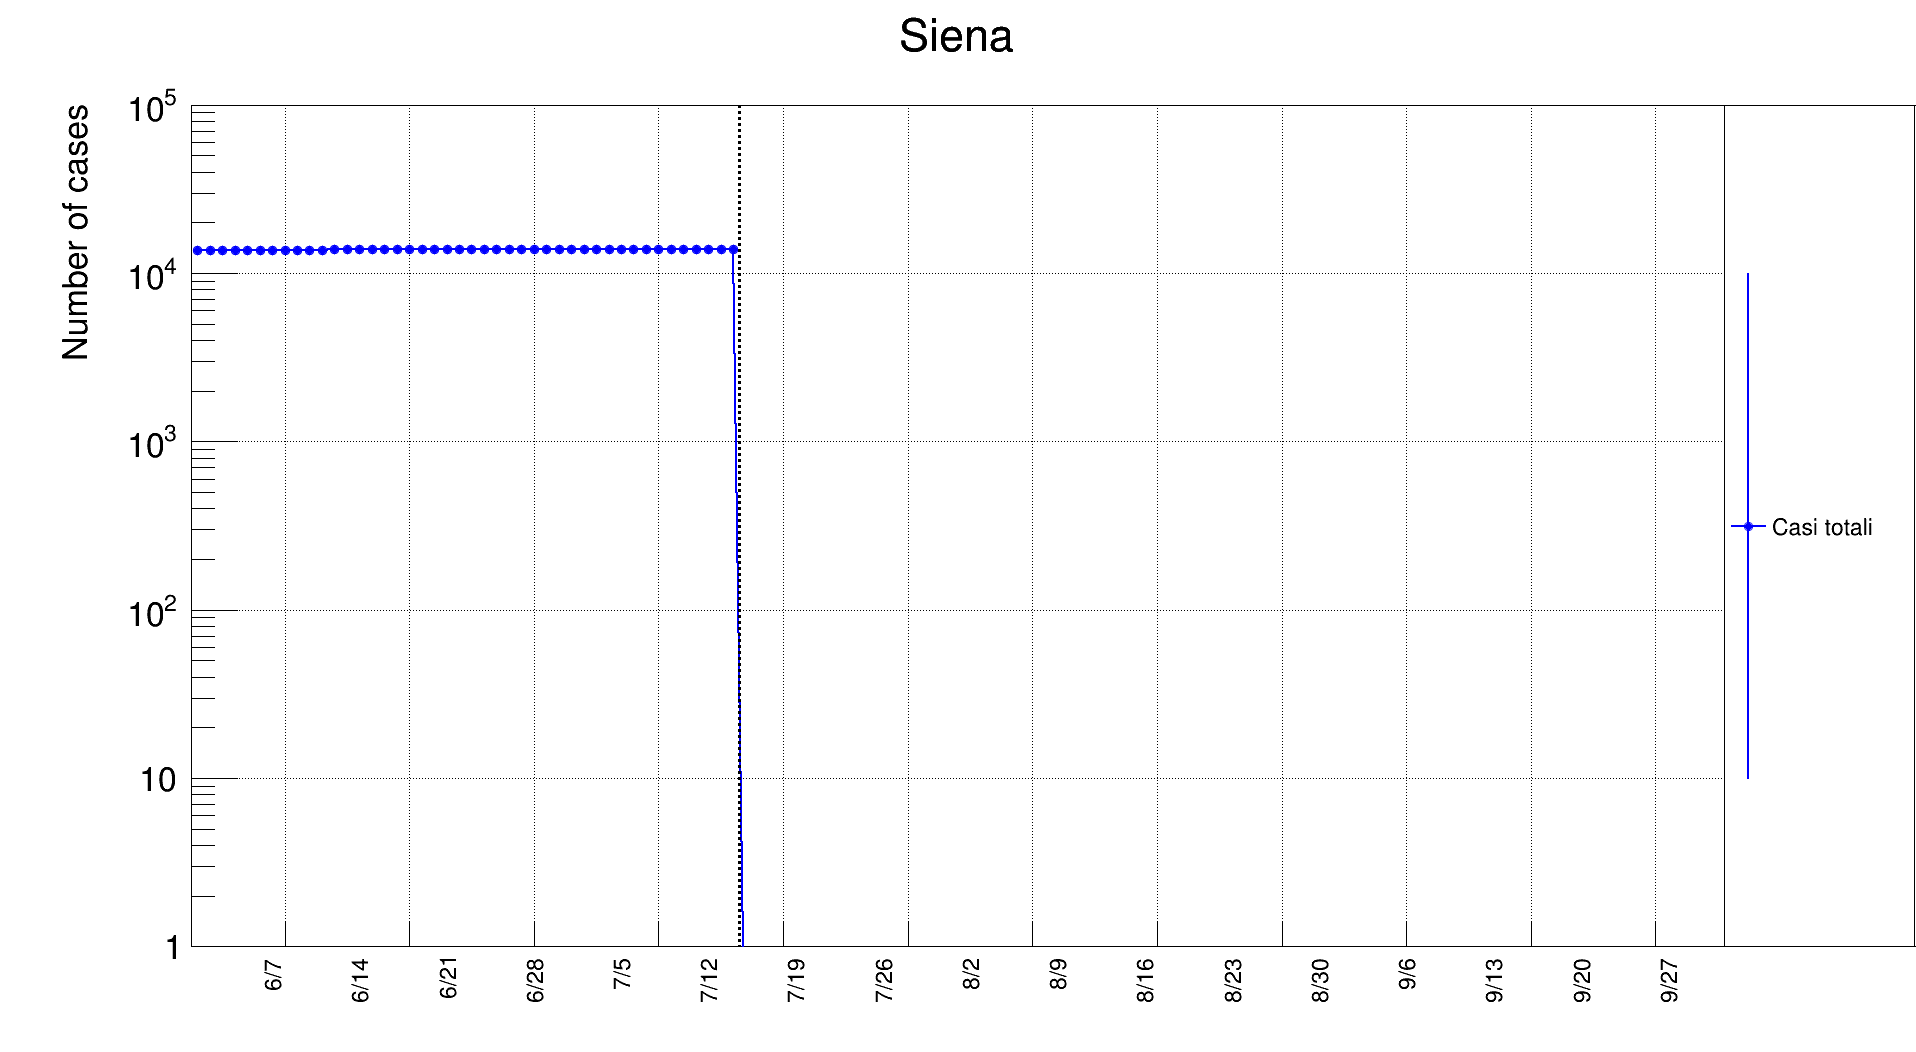 Siena
Number of cases
10^5
10^4
10^3
10^2
10
1
6/7 6/14 6/21 6/28 7/5 7/12 7/19 7/26 8/2 8/9 8/16 8/23 8/30 9/6 9/13 9/20 9/27
Casi totali